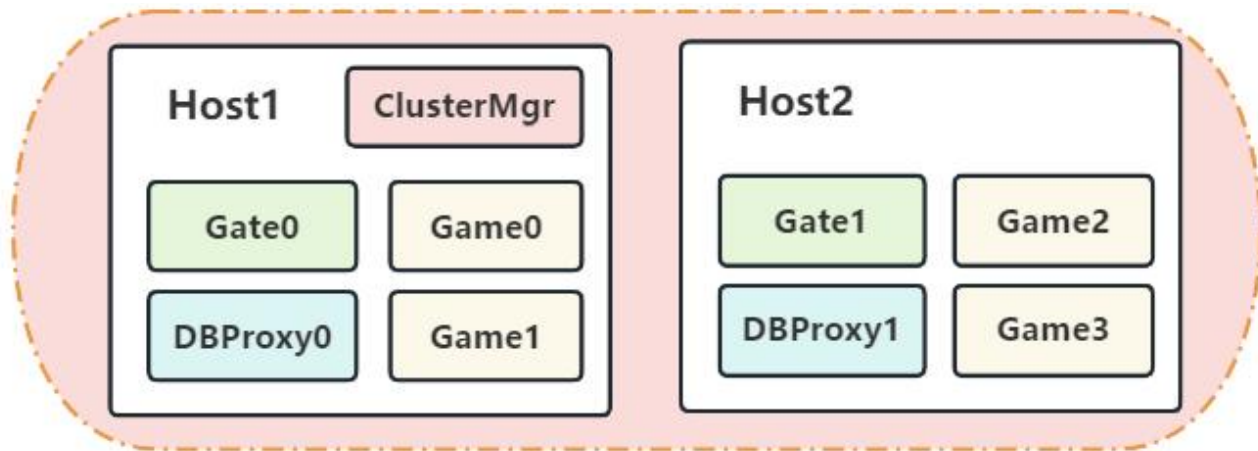 Host1
ClusterMgr
Gate0
Game0
DBProxy0
Game1
Host2
Gate1
Game2
DBProxy1
Game3